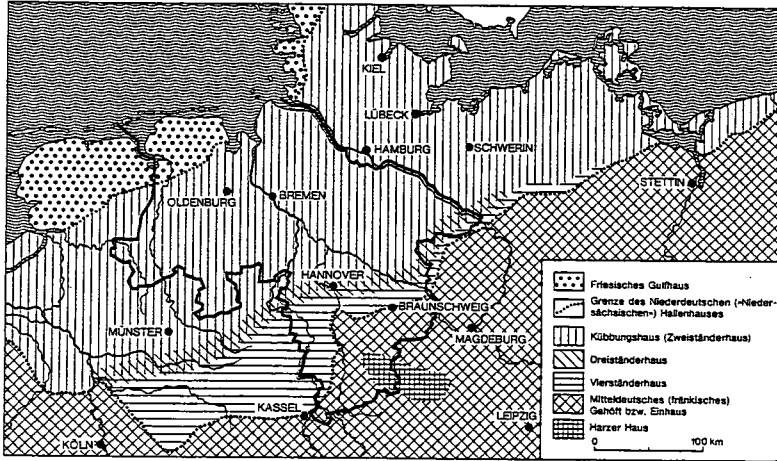 KIEL
LÜBECK
HAMBURG
SCHWERIN
STETTIN
OLDENBURG
BREMEN
HANNOVER
BRAUNSCHWEIG
MÜNSTER
MAGDEBURG
KASSEL
LEIPZIG
KÖLN
Friesisches Gulfhaus
Grenze des Niederdeutschen (-Nieder-
sächsischen-) Hallenhauses
Kübbungshaus (Zweiständerhaus)
Dreiständerhaus
Vierständerhaus
Mitteldeutsches (fränkisches)
Gehöft bzw. Einhaus
Harzer Haus
0 100 km